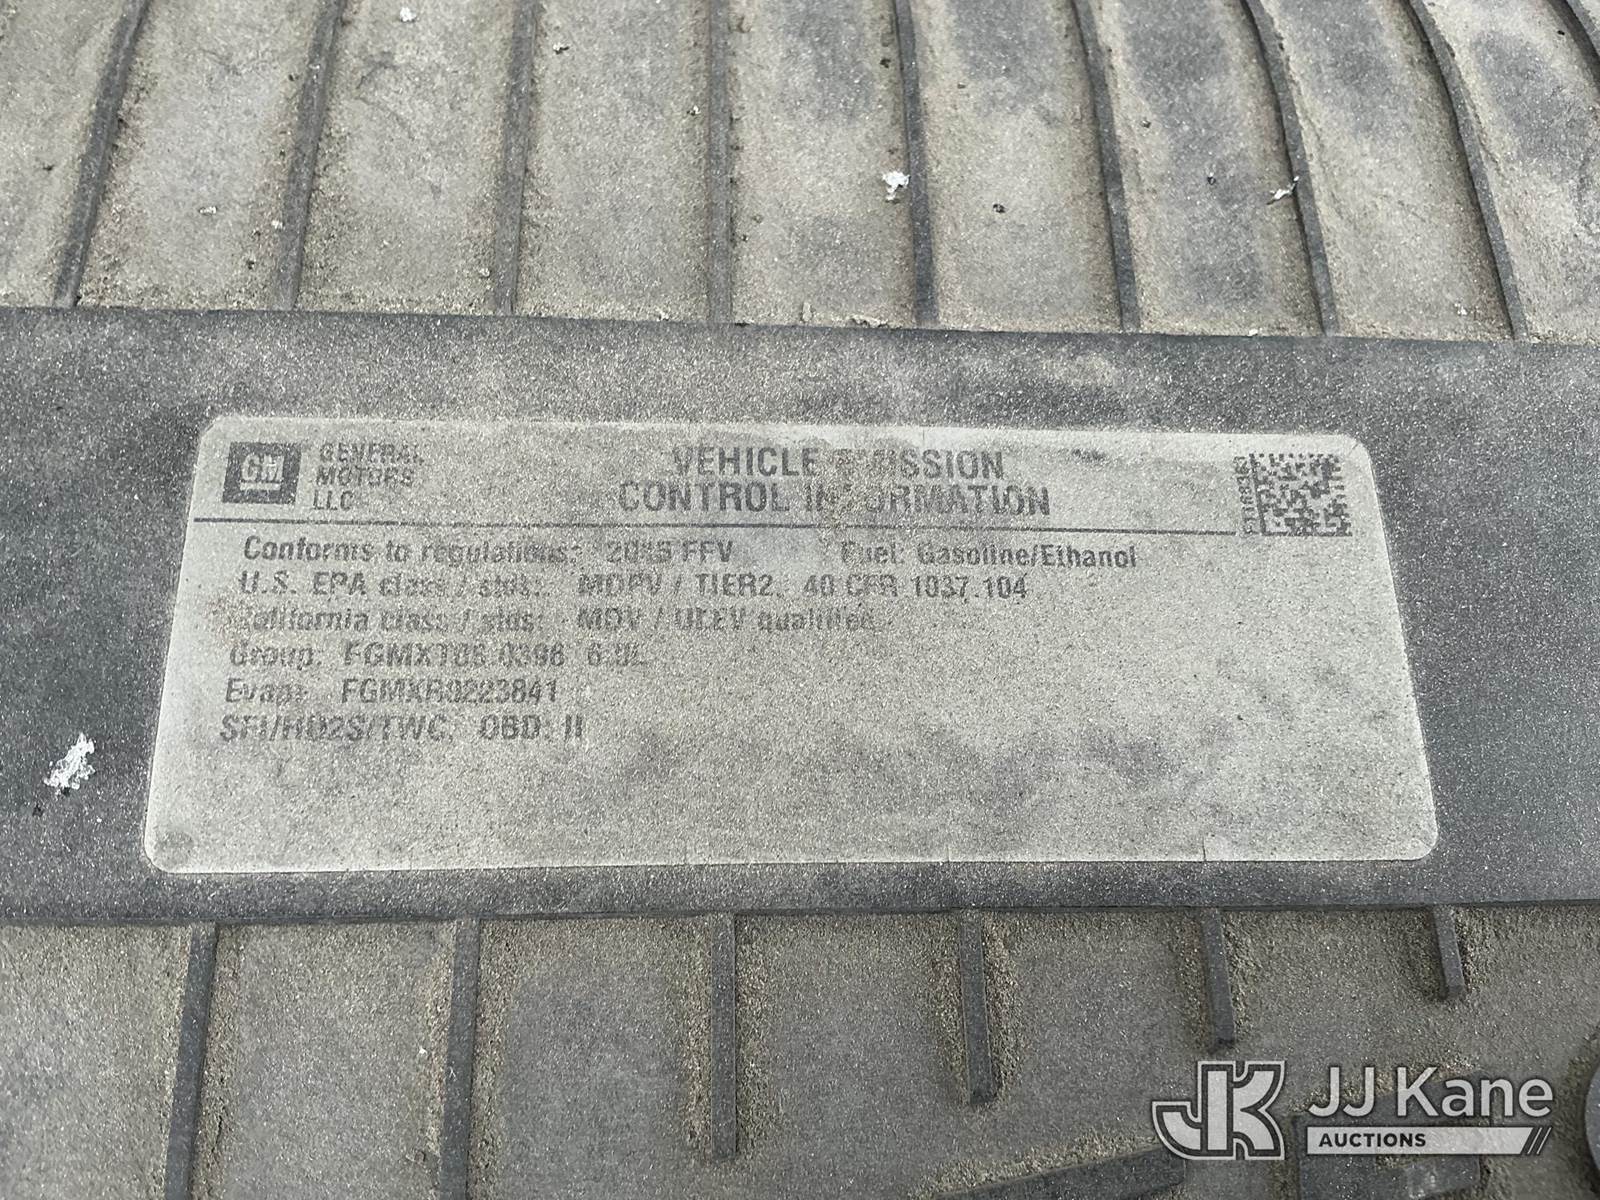 GM
GENERAL
MOTORS
LLC
VEHICLE EMISSION
CONTROL INFORMATION
Conforms to regulations: 2015 FFV Fuel: Gasoline/Ethanol
U.S. EPA class / stds: MDPV / TIER2, 40 CFR 1037.104
California class / stds: MDV / ULEV qualified
Group: FGMXT06.0396 6.0L
Evap: FGMXR0223841
SFI/HO2S/TWC, OBD: II
JK JJ Kane
AUCTIONS